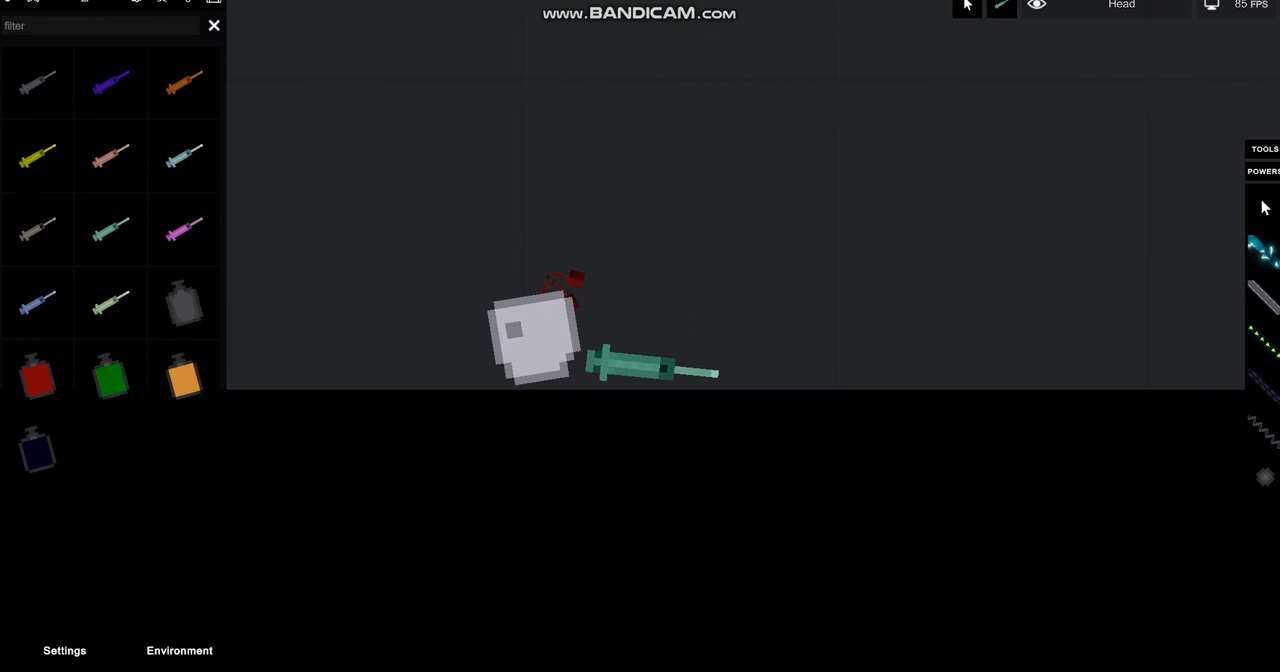 www.BANDICAM.com
Head
85 FPS
filter
TOOLS
POWERS
Settings
Environment